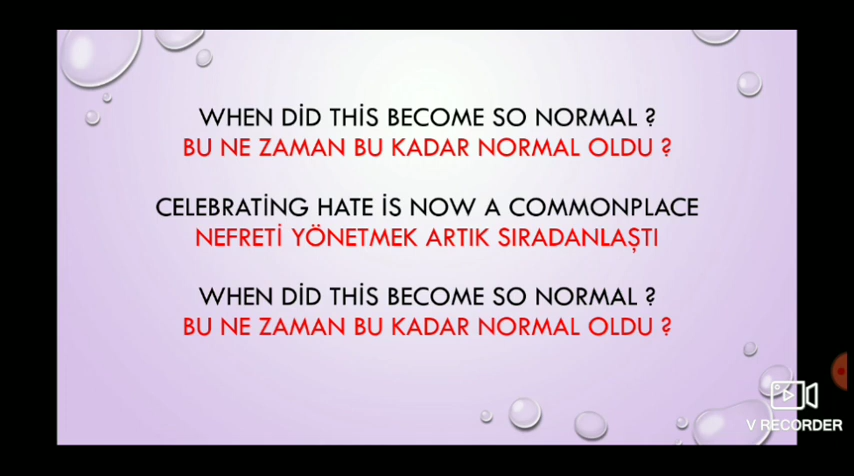 WHEN DİD THİS BECOME SO NORMAL ?
BU NE ZAMAN BU KADAR NORMAL OLDU ?
CELEBRATİNG HATE İS NOW A COMMONPLACE
NEFRETİ YÖNETMEK ARTIK SIRADANLAŞTI
WHEN DİD THİS BECOME SO NORMAL ?
BU NE ZAMAN BU KADAR NORMAL OLDU ?
V RECORDER